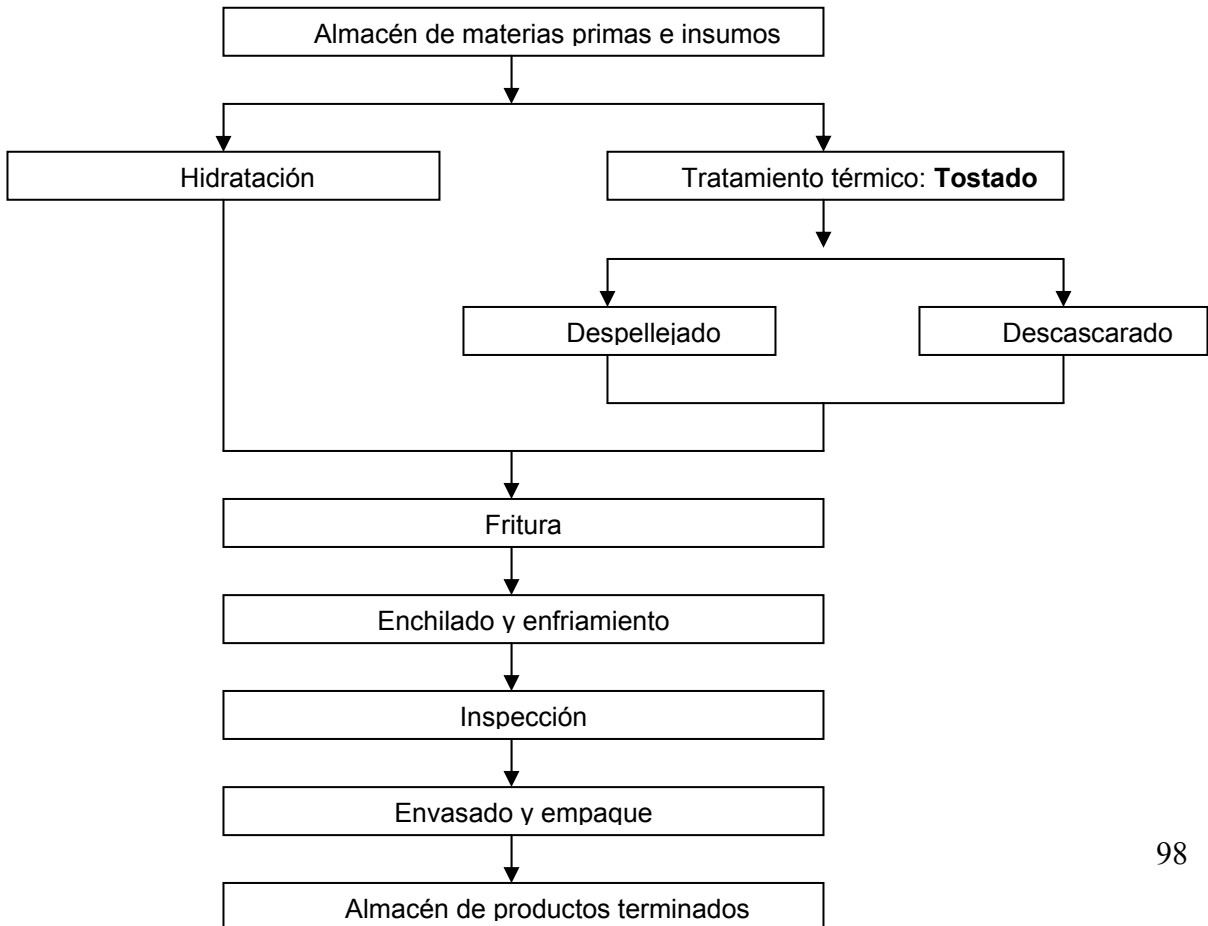 Almacén de materias primas e insumos
Hidratación
Tratamiento térmico: Tostado
Despellejado
Descascarado
Fritura
Enchilado y enfriamiento
Inspección
Envasado y empaque
98
Almacén de productos terminados